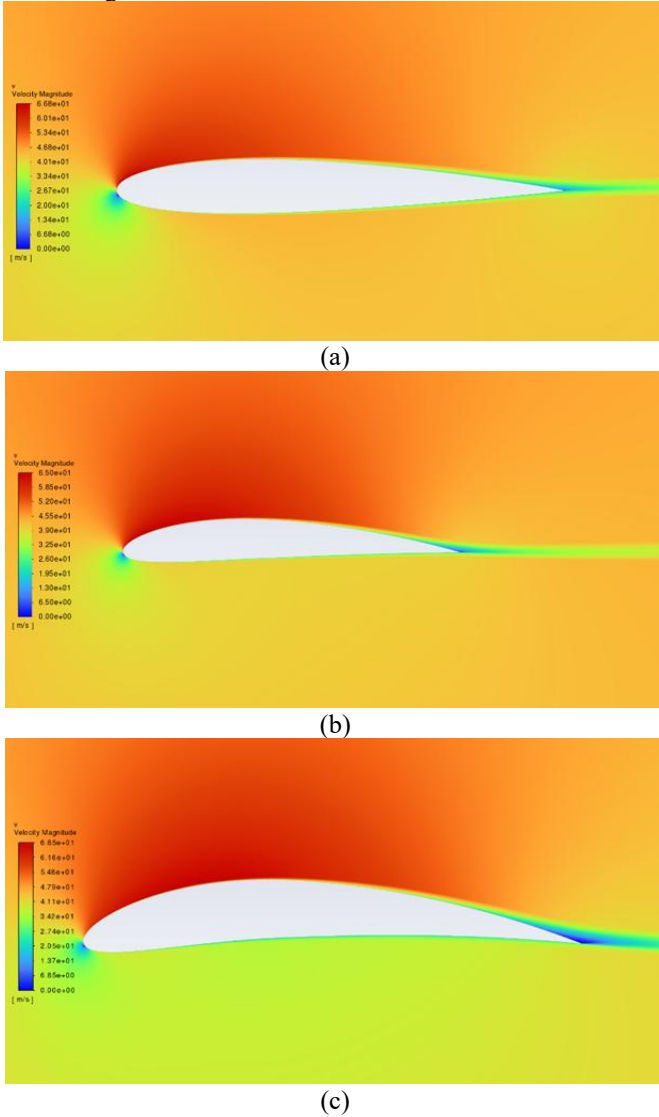 v
Velocity Magnitude
6.68e+01
6.01e+01
5.34e+01
4.68e+01
4.01e+01
3.34e+01
2.67e+01
2.00e+01
1.34e+01
6.68e+00
0.00e+00
[ m/s ]
(a)
v
Velocity Magnitude
6.50e+01
5.85e+01
5.20e+01
4.55e+01
3.90e+01
3.25e+01
2.60e+01
1.95e+01
1.30e+01
6.50e+00
0.00e+00
[ m/s ]
(b)
v
Velocity Magnitude
6.85e+01
6.16e+01
5.48e+01
4.79e+01
4.11e+01
3.42e+01
2.74e+01
2.05e+01
1.37e+01
6.85e+00
0.00e+00
[ m/s ]
(c)